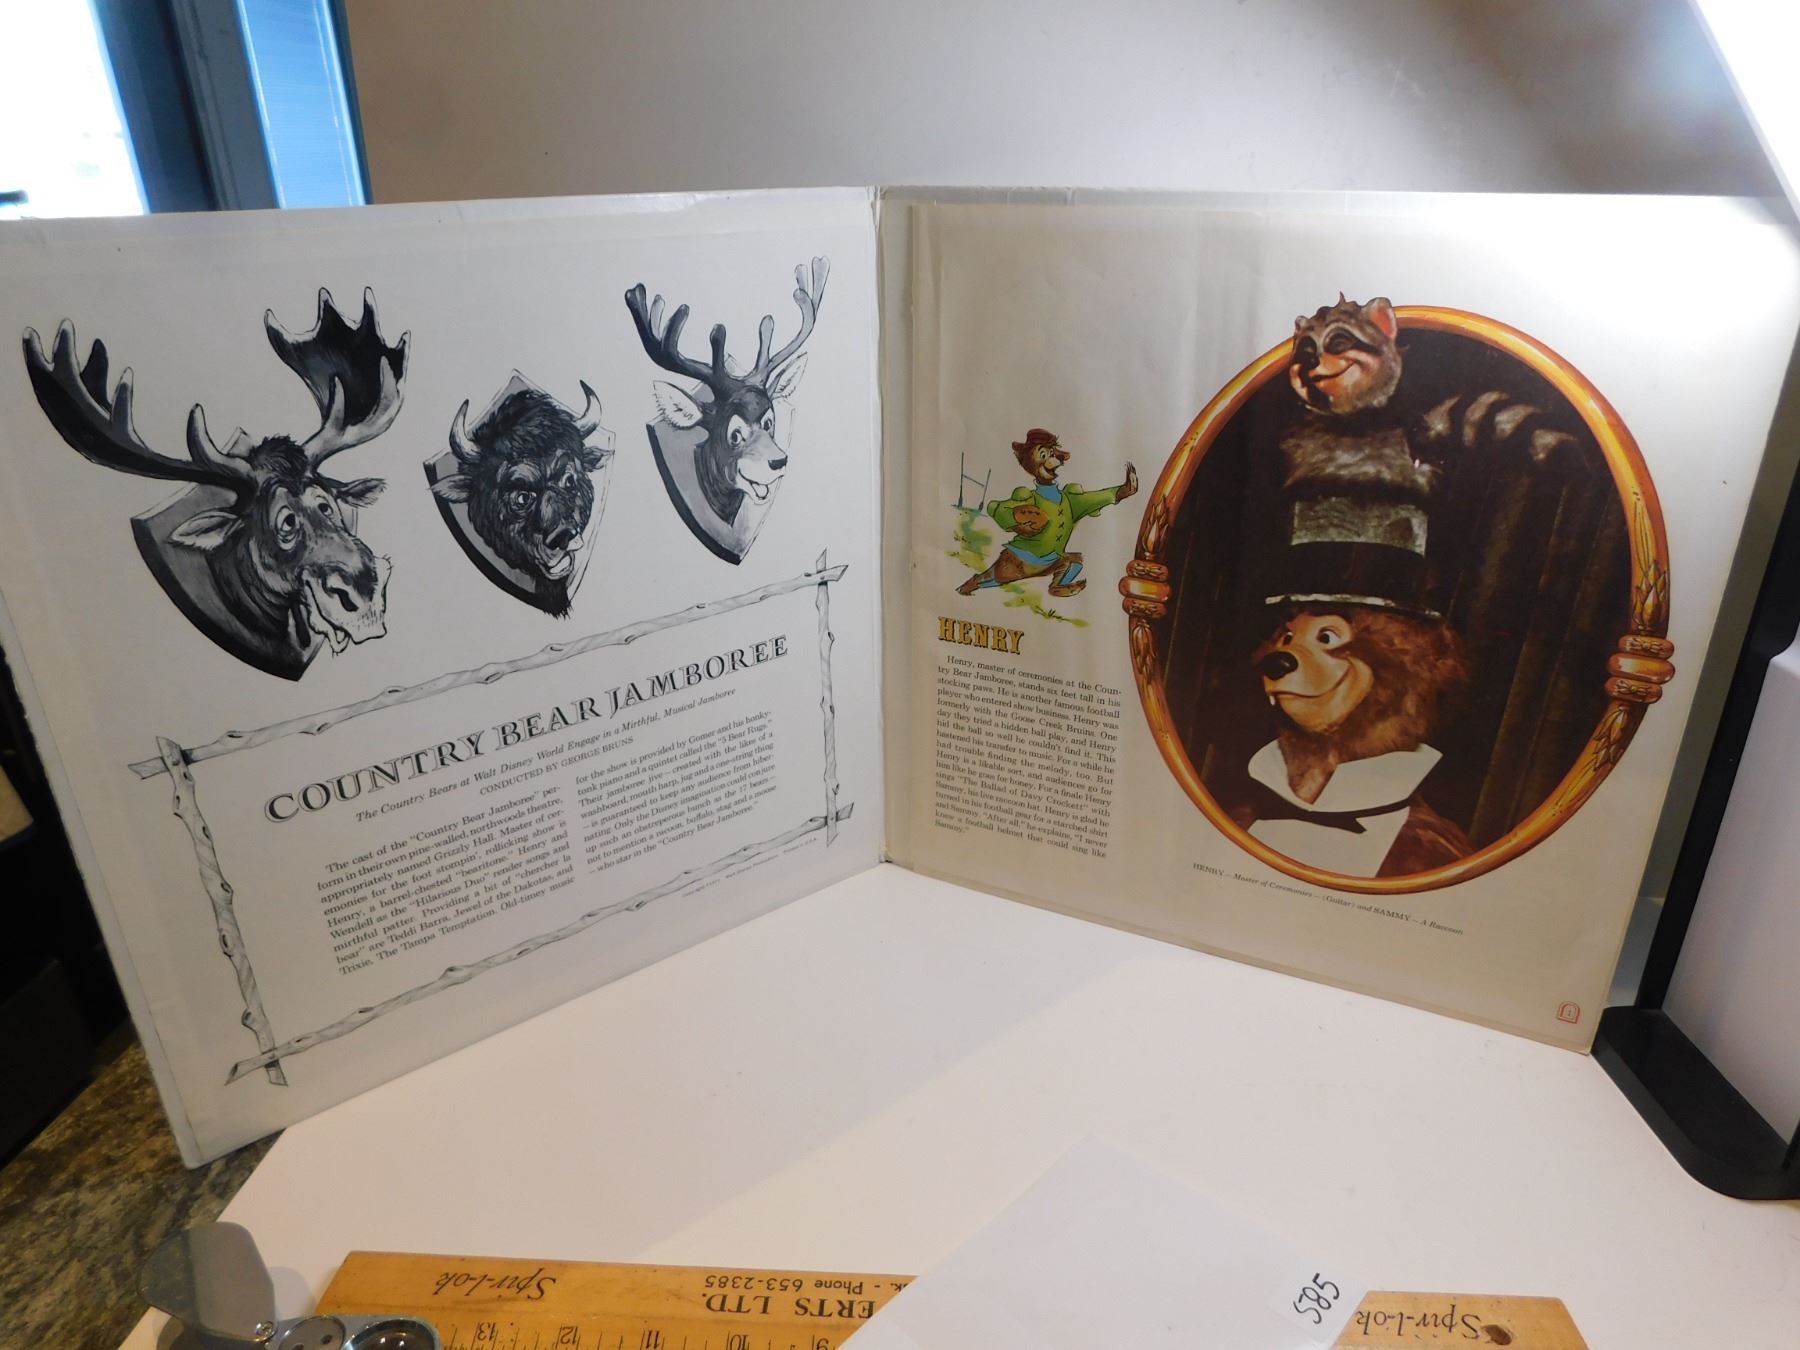 COUNTRY BEAR JAMBOREE
The Country Bears at Walt Disney World Engage in a Mirthful, Musical Jamboree
CONDUCTED BY GEORGE BRUNS
The cast of the "Country Bear Jamboree" per-
form in their own pine-walled, northwoods theatre,
appropriately named Grizzly Hall. Master of cer-
emonies for the foot stompin', rollicking show is
Henry, a barrel-chested "bearitone." Henry and
Wendell as the "Hilarious Duo" render songs and
mirthful patter. Providing a bit of "chercher la
bear" are Teddi Barra, Jewel of the Dakotas, and
Trixie, The Tampa Temptation. Old-timey music
for the show is provided by Gomer and his honky-
tonk piano and a quintet called the "5 Bear Rugs."
Their jamboree jive — created with the likes of a
washboard, mouth harp, jug and a one-string thing
— is guaranteed to keep any audience from hiber-
nating. Only the Disney imagination could conjure
up such an obstreperous bunch as the 17 bears —
not to mention a racoon, buffalo, stag and a moose
— who star in the "Country Bear Jamboree."
HENRY
Henry, master of ceremonies at the Coun-
try Bear Jamboree, stands six feet tall in his
stocking paws. He is another famous football
player who entered show business. Henry was
formerly with the Goose Creek Bruins. One
day they tried a hidden ball play, and Henry
hid the ball so well he couldn't find it. This
hastened his transfer to music. For a while he
had trouble finding the melody, too. But
Henry is a likable sort, and audiences go for
him like he goes for honey. For a finale Henry
sings "The Ballad of Davy Crockett" with
Sammy, his live raccoon hat. Henry is glad he
turned in his football gear for a starched shirt
and Sammy. "After all," he explains, "I never
knew a football helmet that could sing like
Sammy."
HENRY — Master of Ceremonies — (Guitar) and SAMMY — A Raccoon
1
Spir-l-ok
- Phone 653-2385
ERTS LTD.
13 12 11 10 9
585
Spir-l-ok